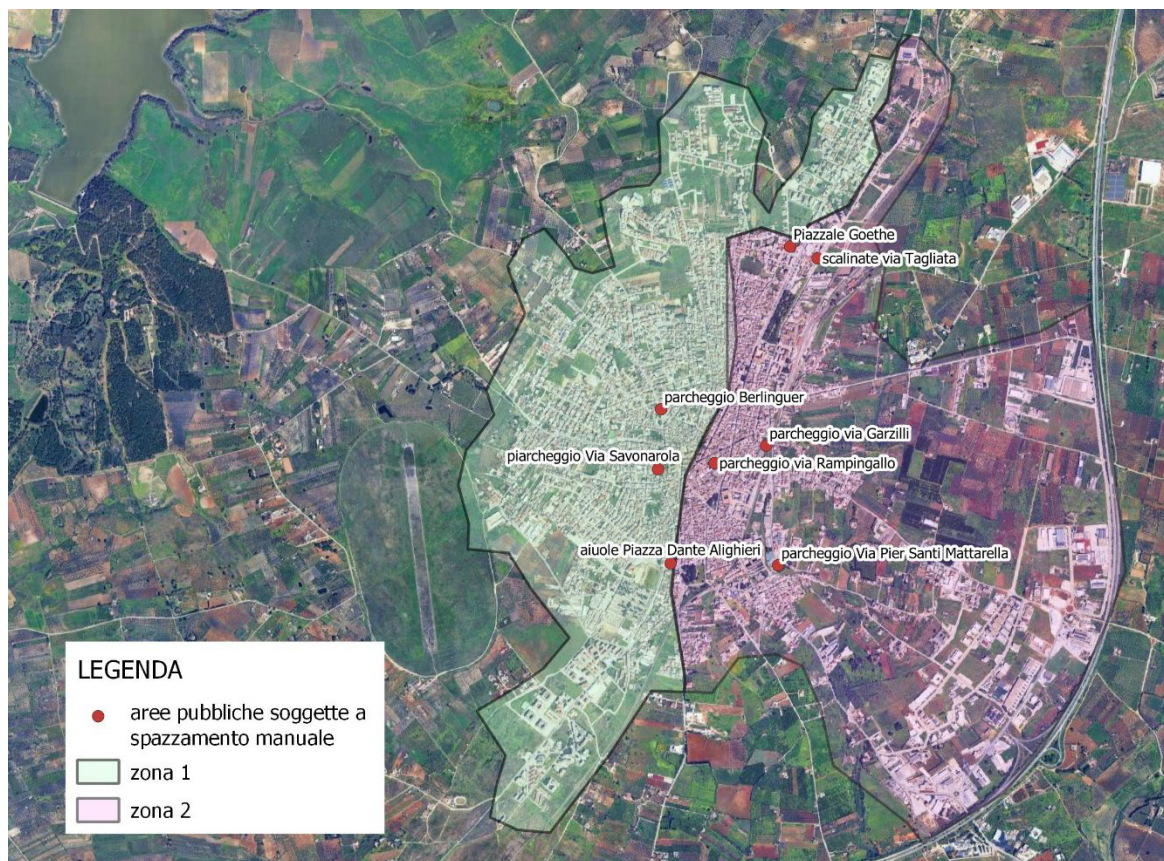 Piazzale Goethe
scalinate via Tagliata
parcheggio Berlinguer
parcheggio via Garzilli
piarcheggio Via Savonarola
parcheggio via Rampingallo
aiuole Piazza Dante Alighieri
parcheggio Via Pier Santi Mattarella
LEGENDA
aree pubbliche soggette a
spazzamento manuale
zona 1
zona 2